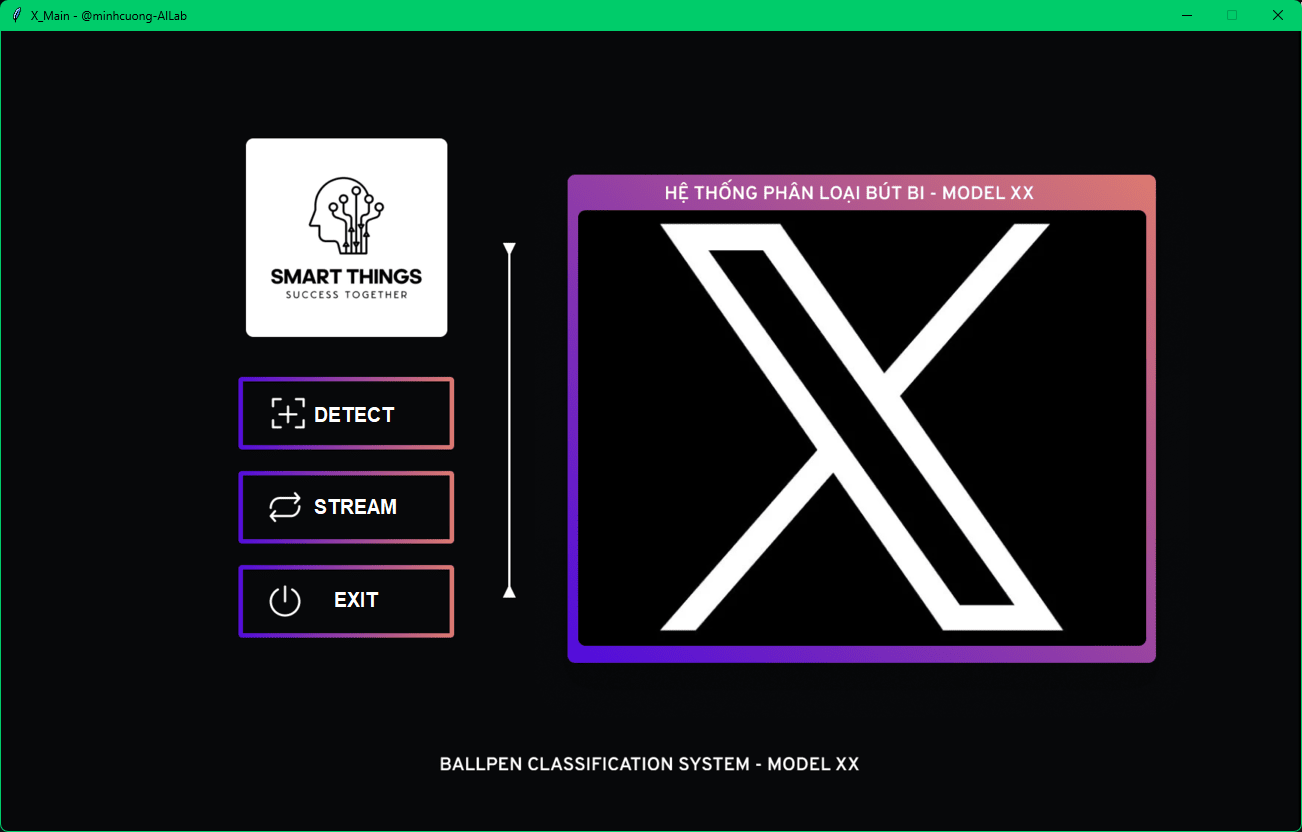 X_Main - @minhcuong-AILab
SMART THINGS
SUCCESS TOGETHER
DETECT
STREAM
EXIT
HỆ THỐNG PHÂN LOẠI BÚT BI - MODEL XX
BALLPEN CLASSIFICATION SYSTEM - MODEL XX